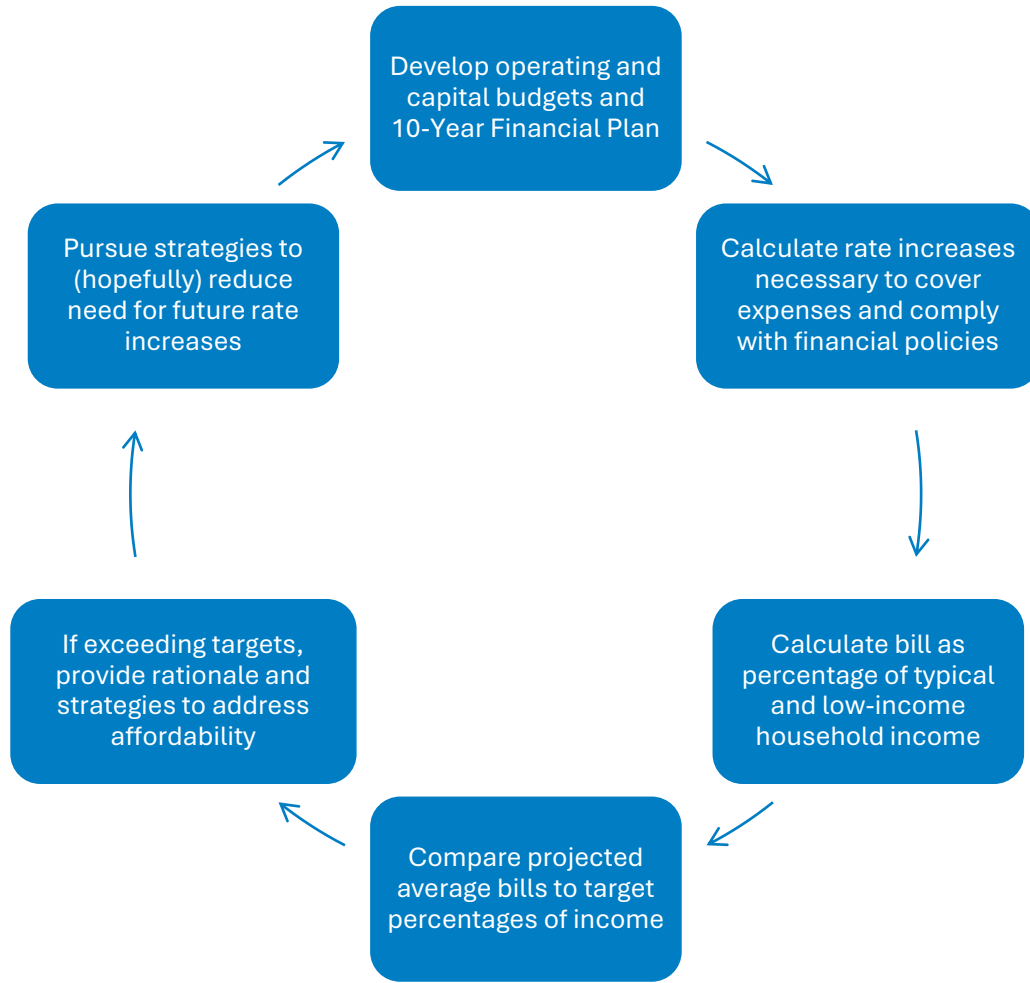 Develop operating and
capital budgets and
10-Year Financial Plan
Calculate rate increases
necessary to cover
expenses and comply
with financial policies
Calculate bill as
percentage of typical
and low-income
household income
Compare projected
average bills to target
percentages of income
If exceeding targets,
provide rationale and
strategies to address
affordability
Pursue strategies to
(hopefully) reduce
need for future rate
increases